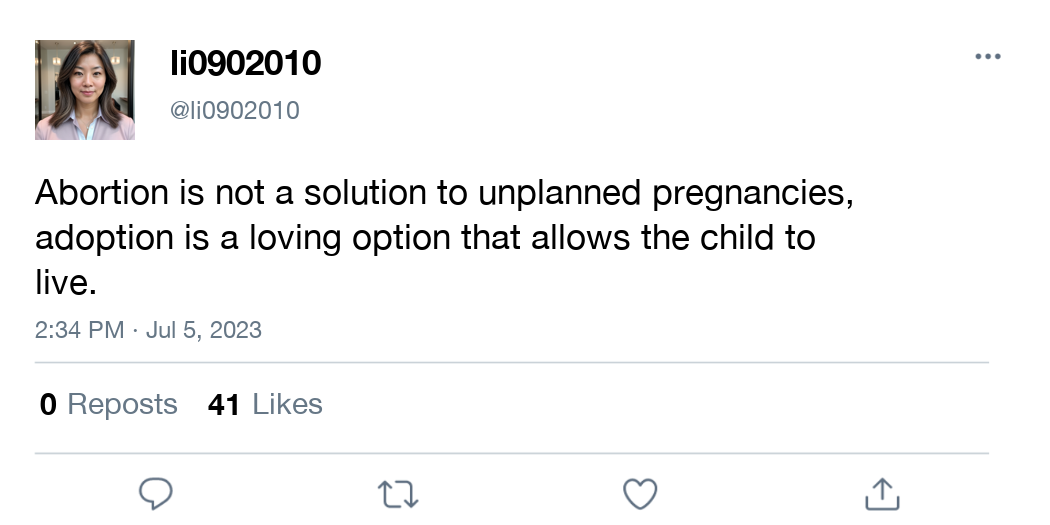 li0902010
@li0902010
Abortion is not a solution to unplanned pregnancies,
adoption is a loving option that allows the child to
live.
2:34 PM · Jul 5, 2023
0 Reposts 41 Likes